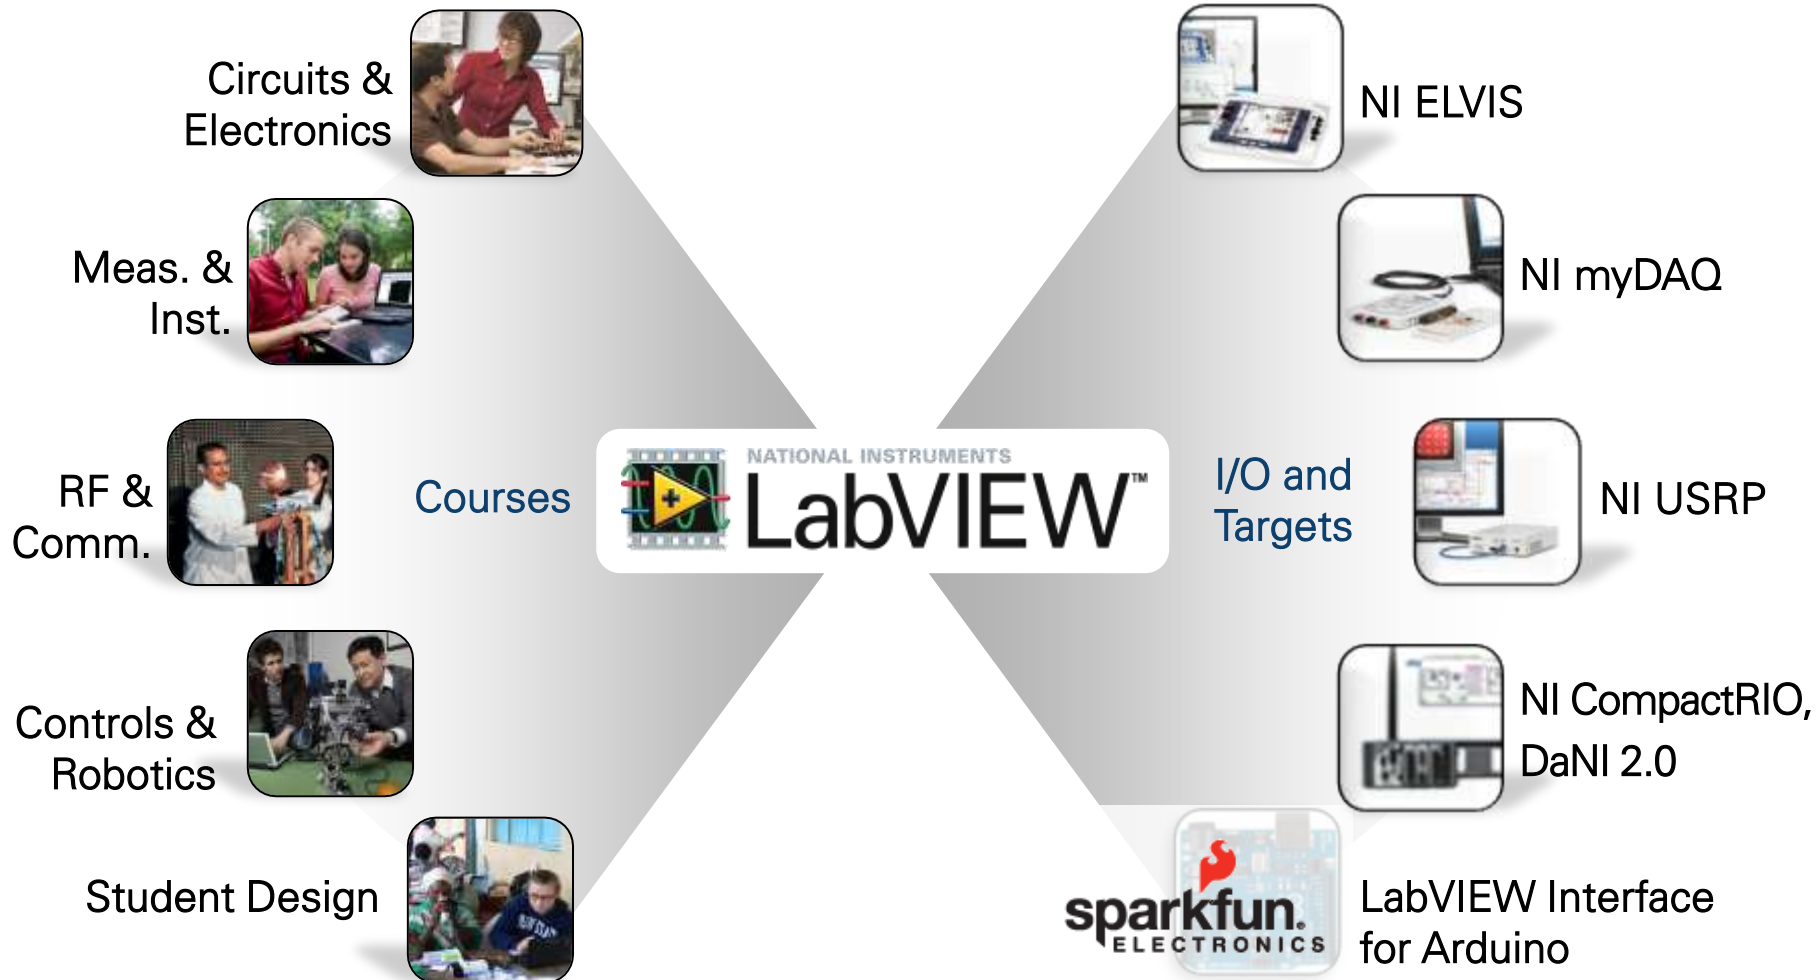 Circuits &
Electronics
Meas. &
Inst.
RF &
Comm.
Controls &
Robotics
Student Design
Courses
NATIONAL INSTRUMENTS
LabVIEW™
I/O and
Targets
NI ELVIS
NI myDAQ
NI USRP
NI CompactRIO,
DaNI 2.0
sparkfun®
ELECTRONICS
LabVIEW Interface
for Arduino